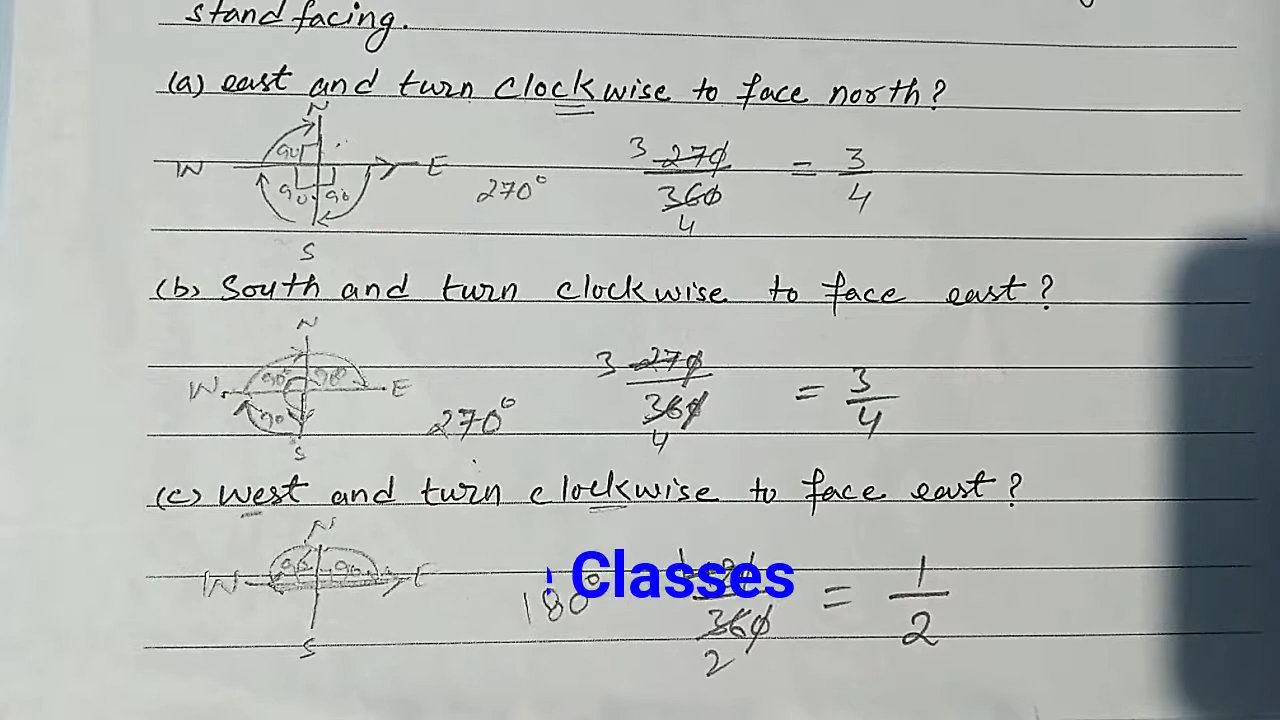 stand facing.
(a) east and turn clockwise to face north?
N
90
W E
90 90
270° 3 270/360 4 = 3/4
S
(b) South and turn clockwise to face east?
N
90° 90°
W E
90
270° 3 270/360 4 = 3/4
S
(c) West and turn clockwise to face east?
N
90 90
W E
180° /360 2 = 1/2
Classes
S